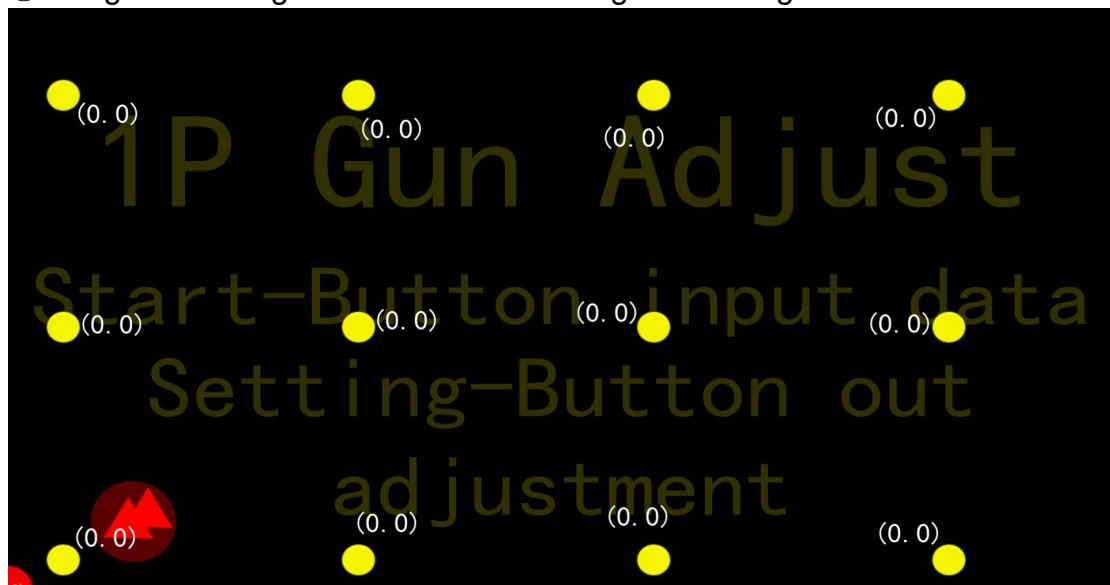 (0. 0) (0. 0) (0. 0) (0. 0)
1P Gun Adjust
Start-Button input data
(0. 0) (0. 0) (0. 0) (0. 0)
Setting-Button out
adjustment
(0. 0) (0. 0) (0. 0) (0. 0)